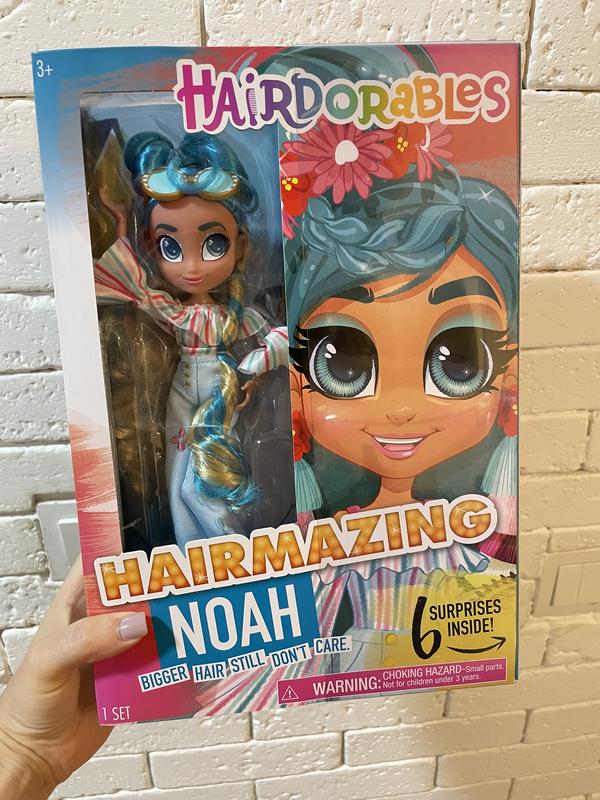 3+
HAIRDORABLES
HAIRMAZING
NOAH
BIGGER HAIR STILL DON'T CARE.
6 SURPRISES
INSIDE!
WARNING: CHOKING HAZARD-Small parts.
Not for children under 3 years.
1 SET